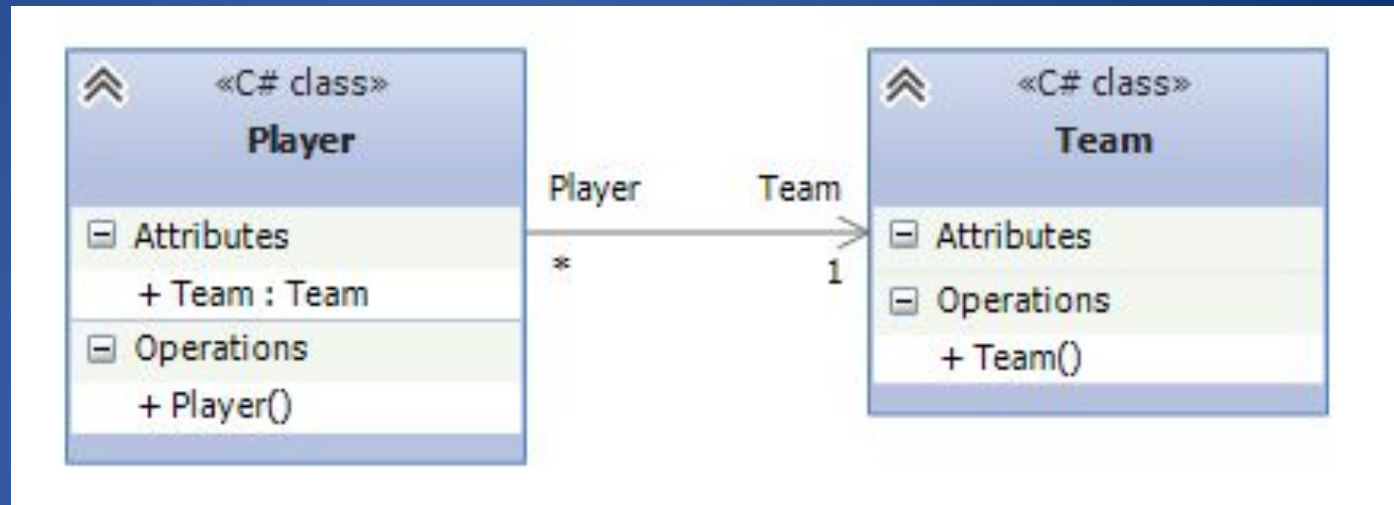 «C# class»
Player
Attributes
+ Team : Team
Operations
+ Player()
Player
Team
*
1
«C# class»
Team
Attributes
Operations
+ Team()